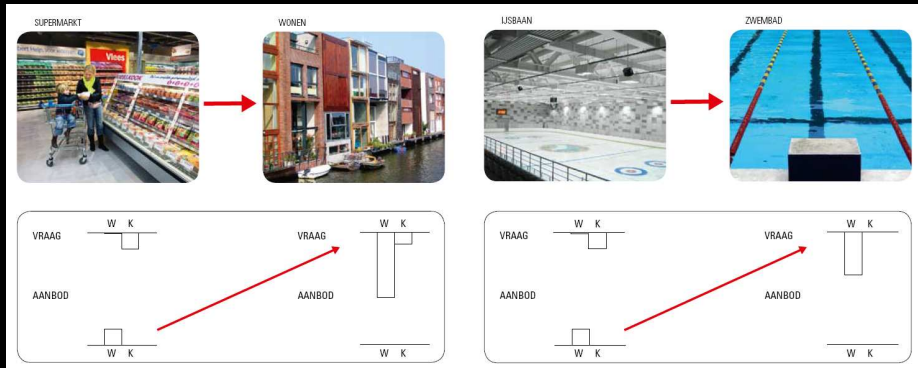 SUPERMARKT
WONEN
IJSBAAN
ZWEMBAD
Vlees
W K
VRAAG
AANBOD
W K
W K
VRAAG
AANBOD
W K
W K
VRAAG
AANBOD
W K
W K
VRAAG
AANBOD
W K